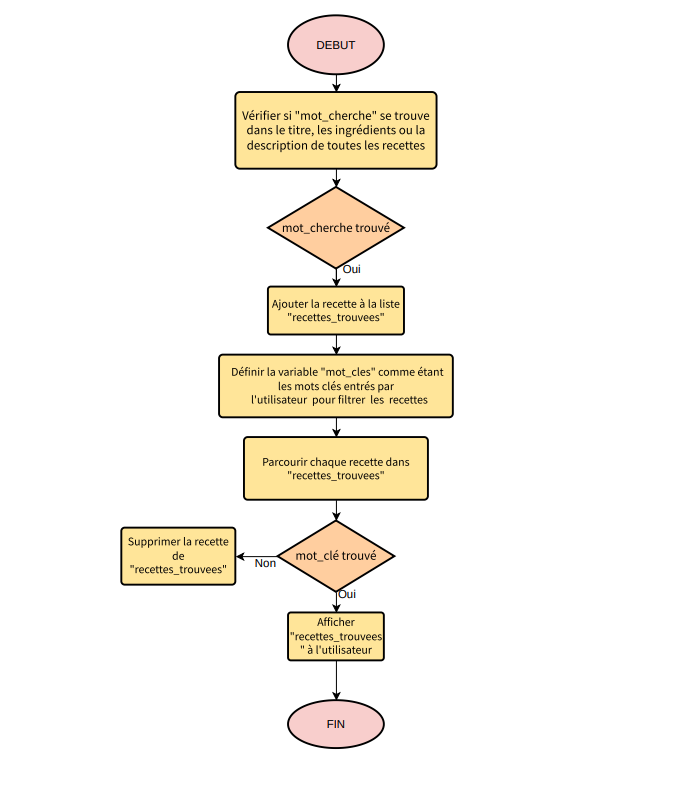 DEBUT
Vérifier si "mot_cherche" se trouve
dans le titre, les ingrédients ou la
description de toutes les recettes
mot_cherche trouvé
Oui
Ajouter la recette à la liste
"recettes_trouvees"
Définir la variable "mot_cles" comme étant
les mots clés entrés par
l'utilisateur pour filtrer les recettes
Parcourir chaque recette dans
"recettes_trouvees"
mot_clé trouvé
Non
Supprimer la recette
de
"recettes_trouvees"
Oui
Afficher
"recettes_trouvees
" à l'utilisateur
FIN